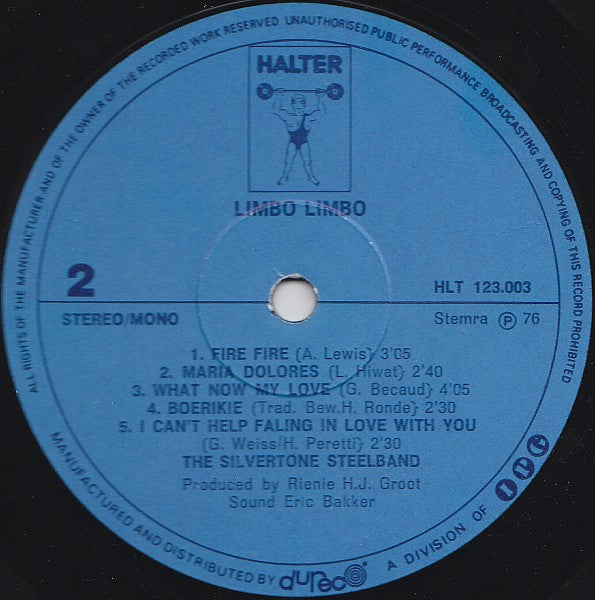 ALL RIGHTS OF THE MANUFACTURER AND OF THE OWNER OF THE RECORDED WORK RESERVED UNAUTHORISED PUBLIC PERFORMANCE BROADCASTING AND COPYING OF THIS RECORD PROHIBITED
HALTER
LIMBO LIMBO
2
HLT 123.003
STEREO/MONO
Stemra Ⓟ 76
1. FIRE FIRE (A. Lewis} 3'05
2. MARIA DOLORES (L. Hiwat} 2'40
3. WHAT NOW MY LOVE (G. Becaud} 4'05
4. BOERIKIE (Trad. Bew.H. Ronde} 2'30
5. I CAN'T HELP FALING IN LOVE WITH YOU
(G. Weiss/H. Peretti} 2'30
THE SILVERTONE STEELBAND
Produced by Rienie H.J. Groot
Sound Eric Bakker
MANUFACTURED AND DISTRIBUTED BY dureco
A DIVISION OF